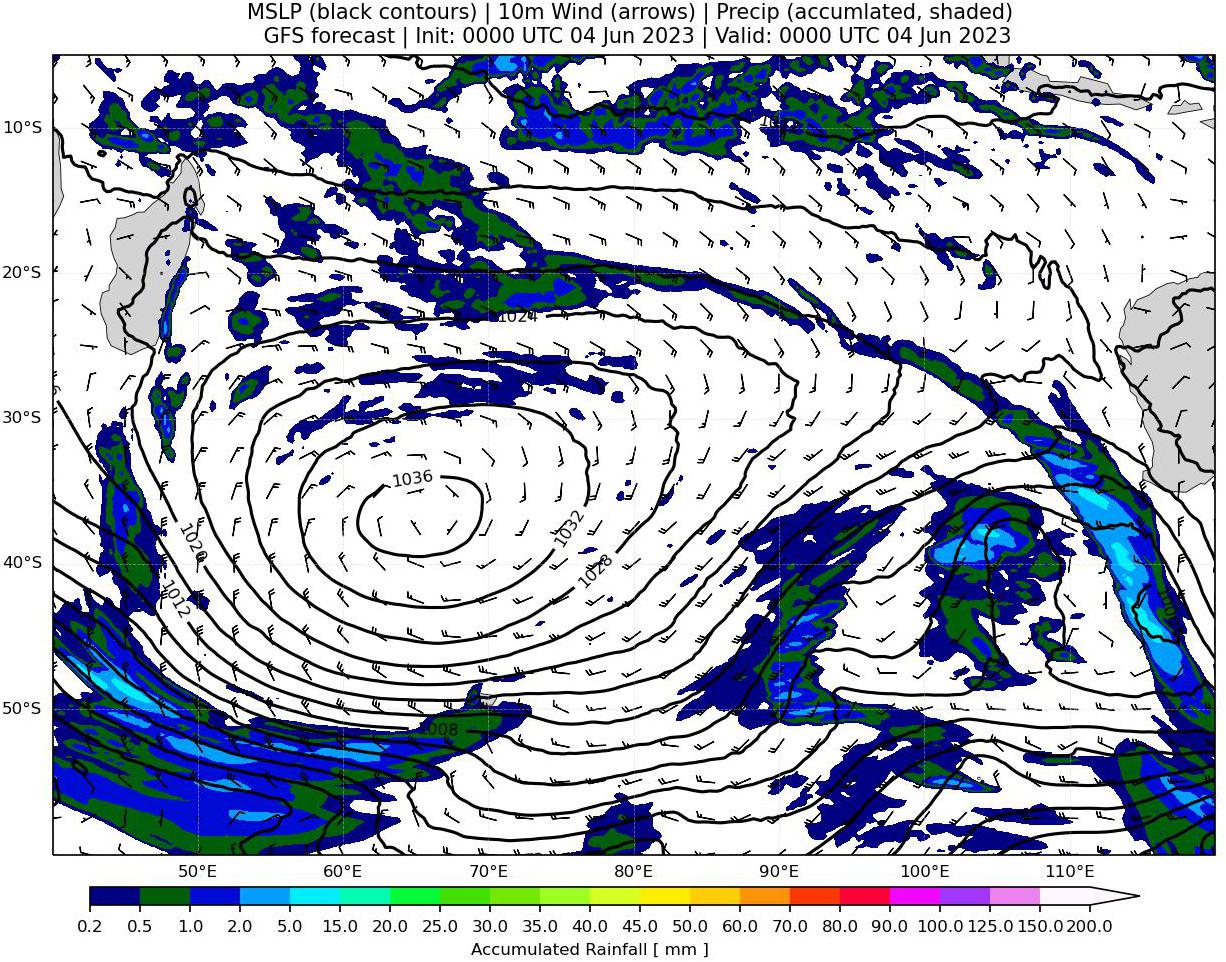 MSLP (black contours) | 10m Wind (arrows) | Precip (accumlated, shaded)
GFS forecast | Init: 0000 UTC 04 Jun 2023 | Valid: 0000 UTC 04 Jun 2023
10°S
20°S
1024
30°S
1036
1032
1020
40°S
1028
1012
50°S
1008
50°E 60°E 70°E 80°E 90°E 100°E 110°E
0.2 0.5 1.0 2.0 5.0 15.0 20.0 25.0 30.0 35.0 40.0 45.0 50.0 60.0 70.0 80.0 90.0 100.0 125.0 150.0 200.0
Accumulated Rainfall [ mm ]